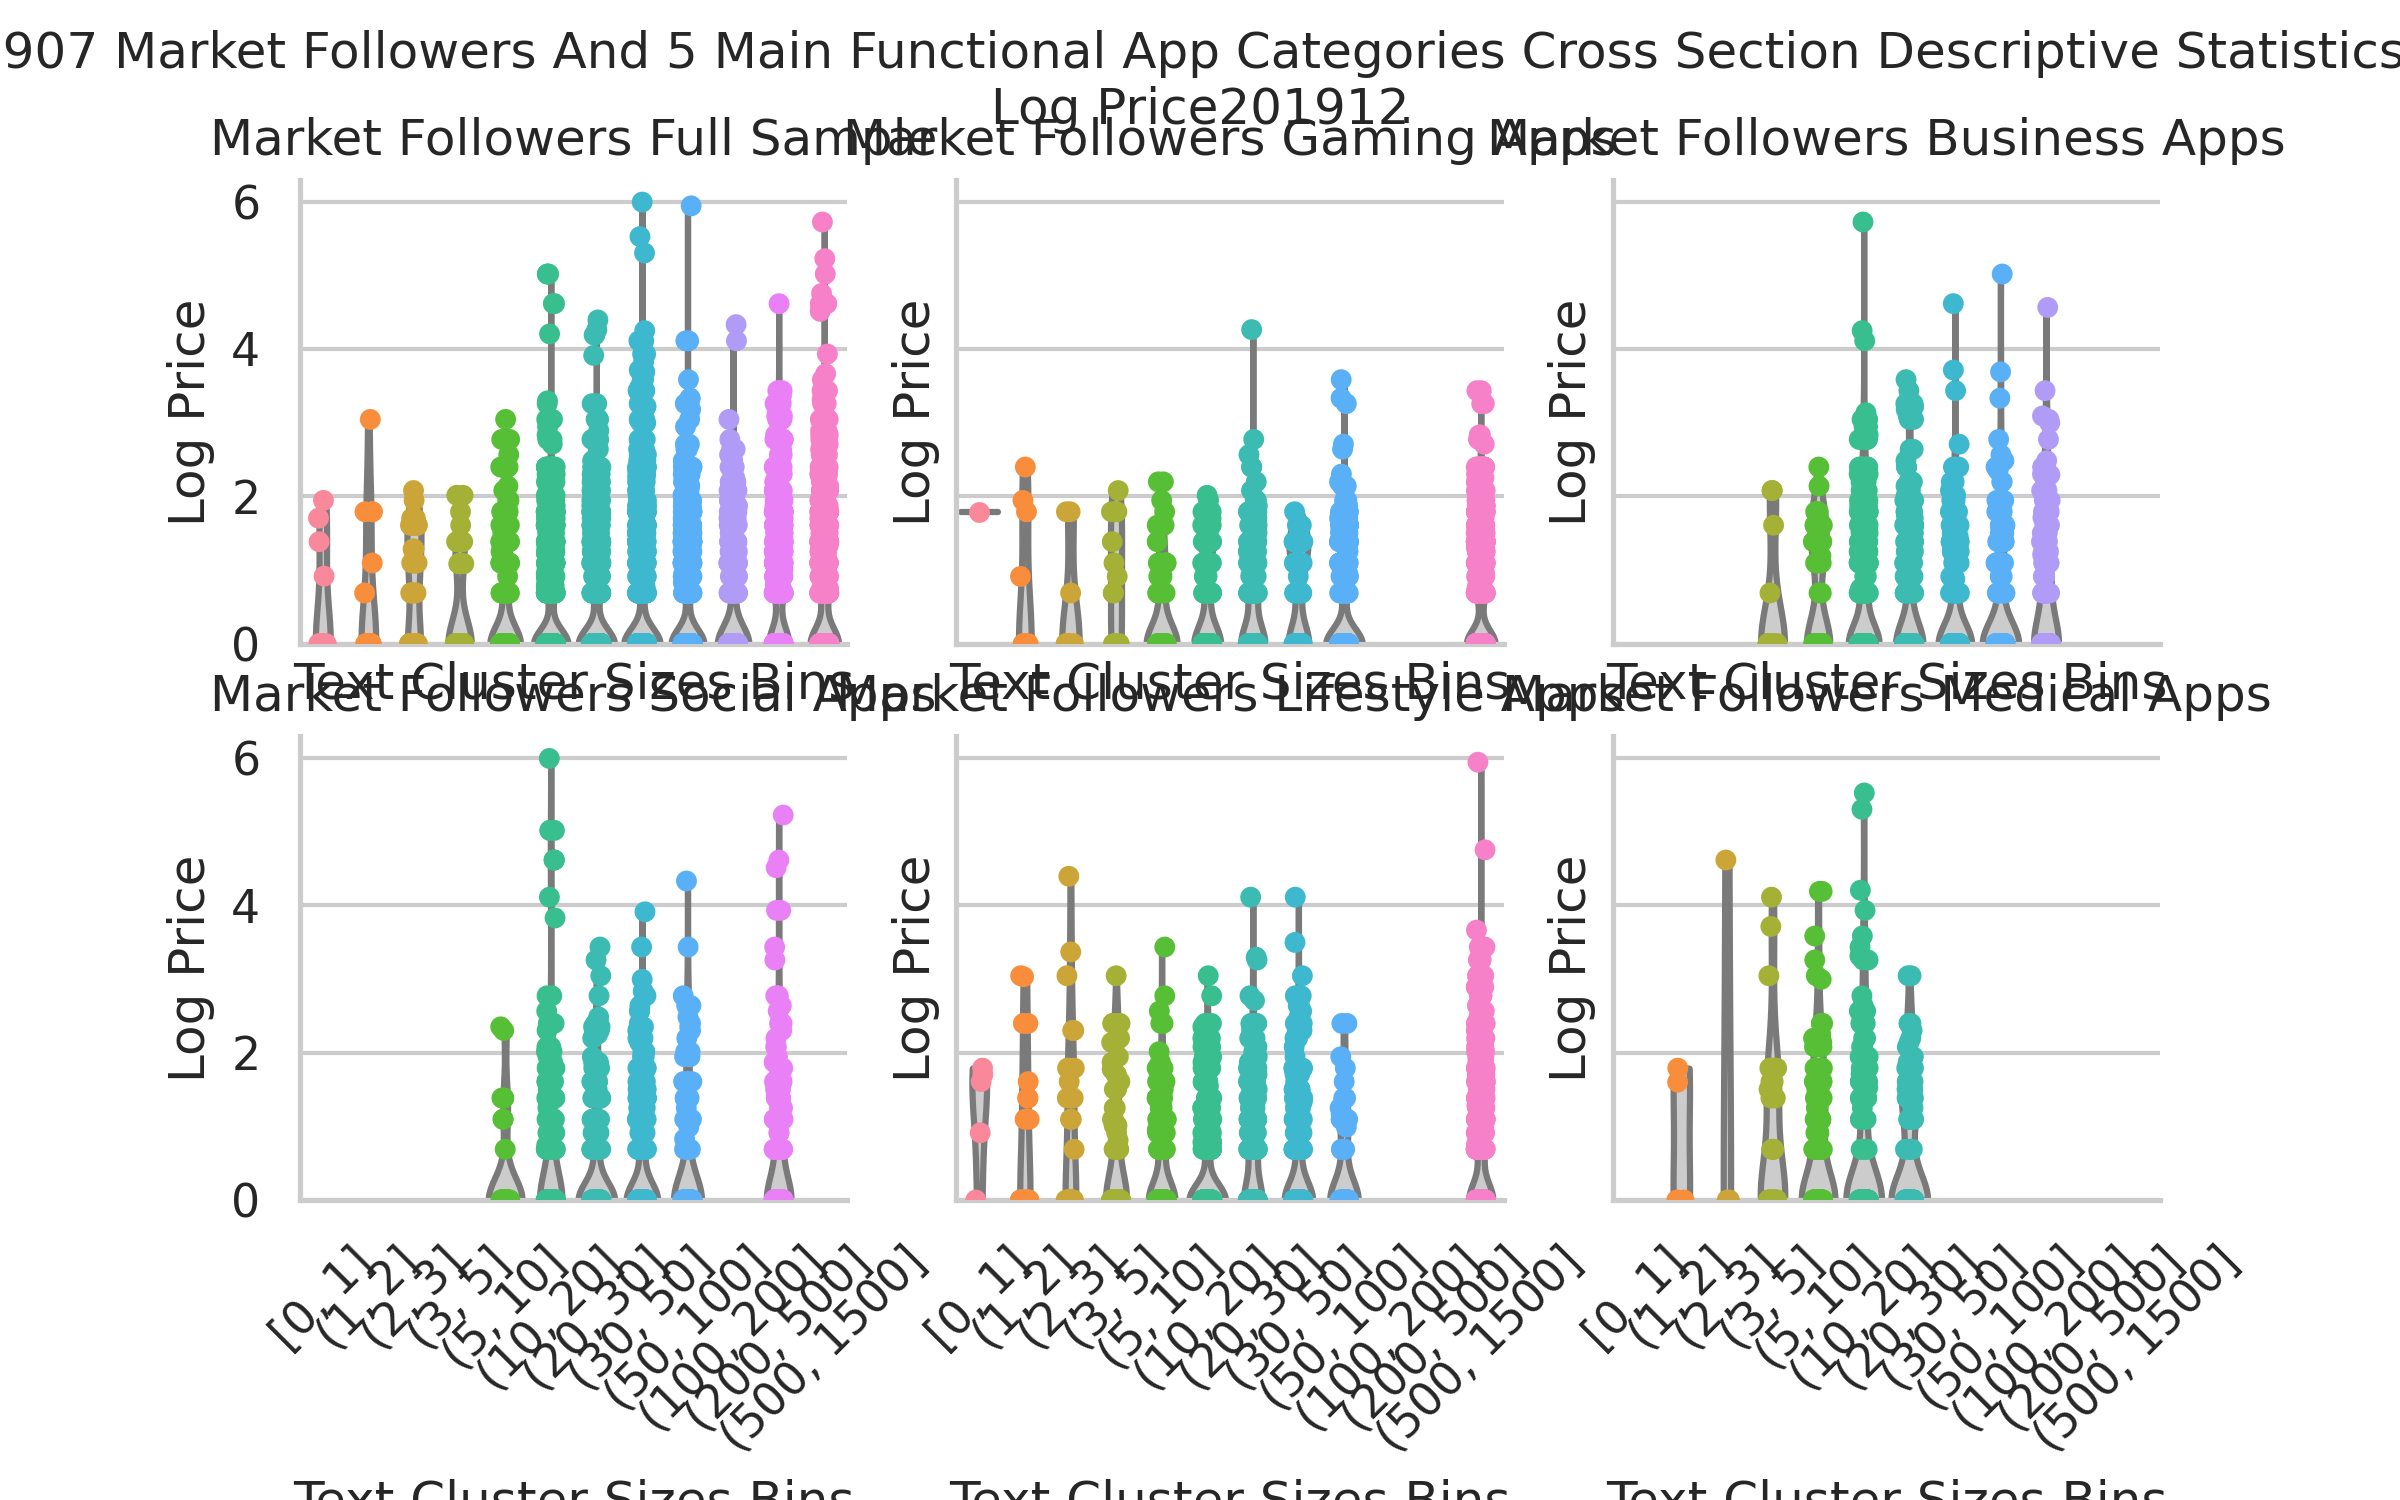 907 Market Followers And 5 Main Functional App Categories Cross Section Descriptive Statistics
Log Price201912
Market Followers Full Sample
Market Followers Gaming Apps
Market Followers Business Apps
6
4
2
0
Log Price
Log Price
Log Price
Text Cluster Sizes Bins
Text Cluster Sizes Bins
Text Cluster Sizes Bins
Market Followers Social Apps
Market Followers Lifestyle Apps
Market Followers Medical Apps
6
4
2
0
Log Price
Log Price
Log Price
[0, 1]
(1, 2]
(2, 3]
(3, 5]
(5, 10]
(10, 20]
(20, 30]
(30, 50]
(50, 100]
(100, 200]
(200, 500]
(500, 1500]
[0, 1]
(1, 2]
(2, 3]
(3, 5]
(5, 10]
(10, 20]
(20, 30]
(30, 50]
(50, 100]
(100, 200]
(200, 500]
(500, 1500]
[0, 1]
(1, 2]
(2, 3]
(3, 5]
(5, 10]
(10, 20]
(20, 30]
(30, 50]
(50, 100]
(100, 200]
(200, 500]
(500, 1500]
Text Cluster Sizes Bins
Text Cluster Sizes Bins
Text Cluster Sizes Bins